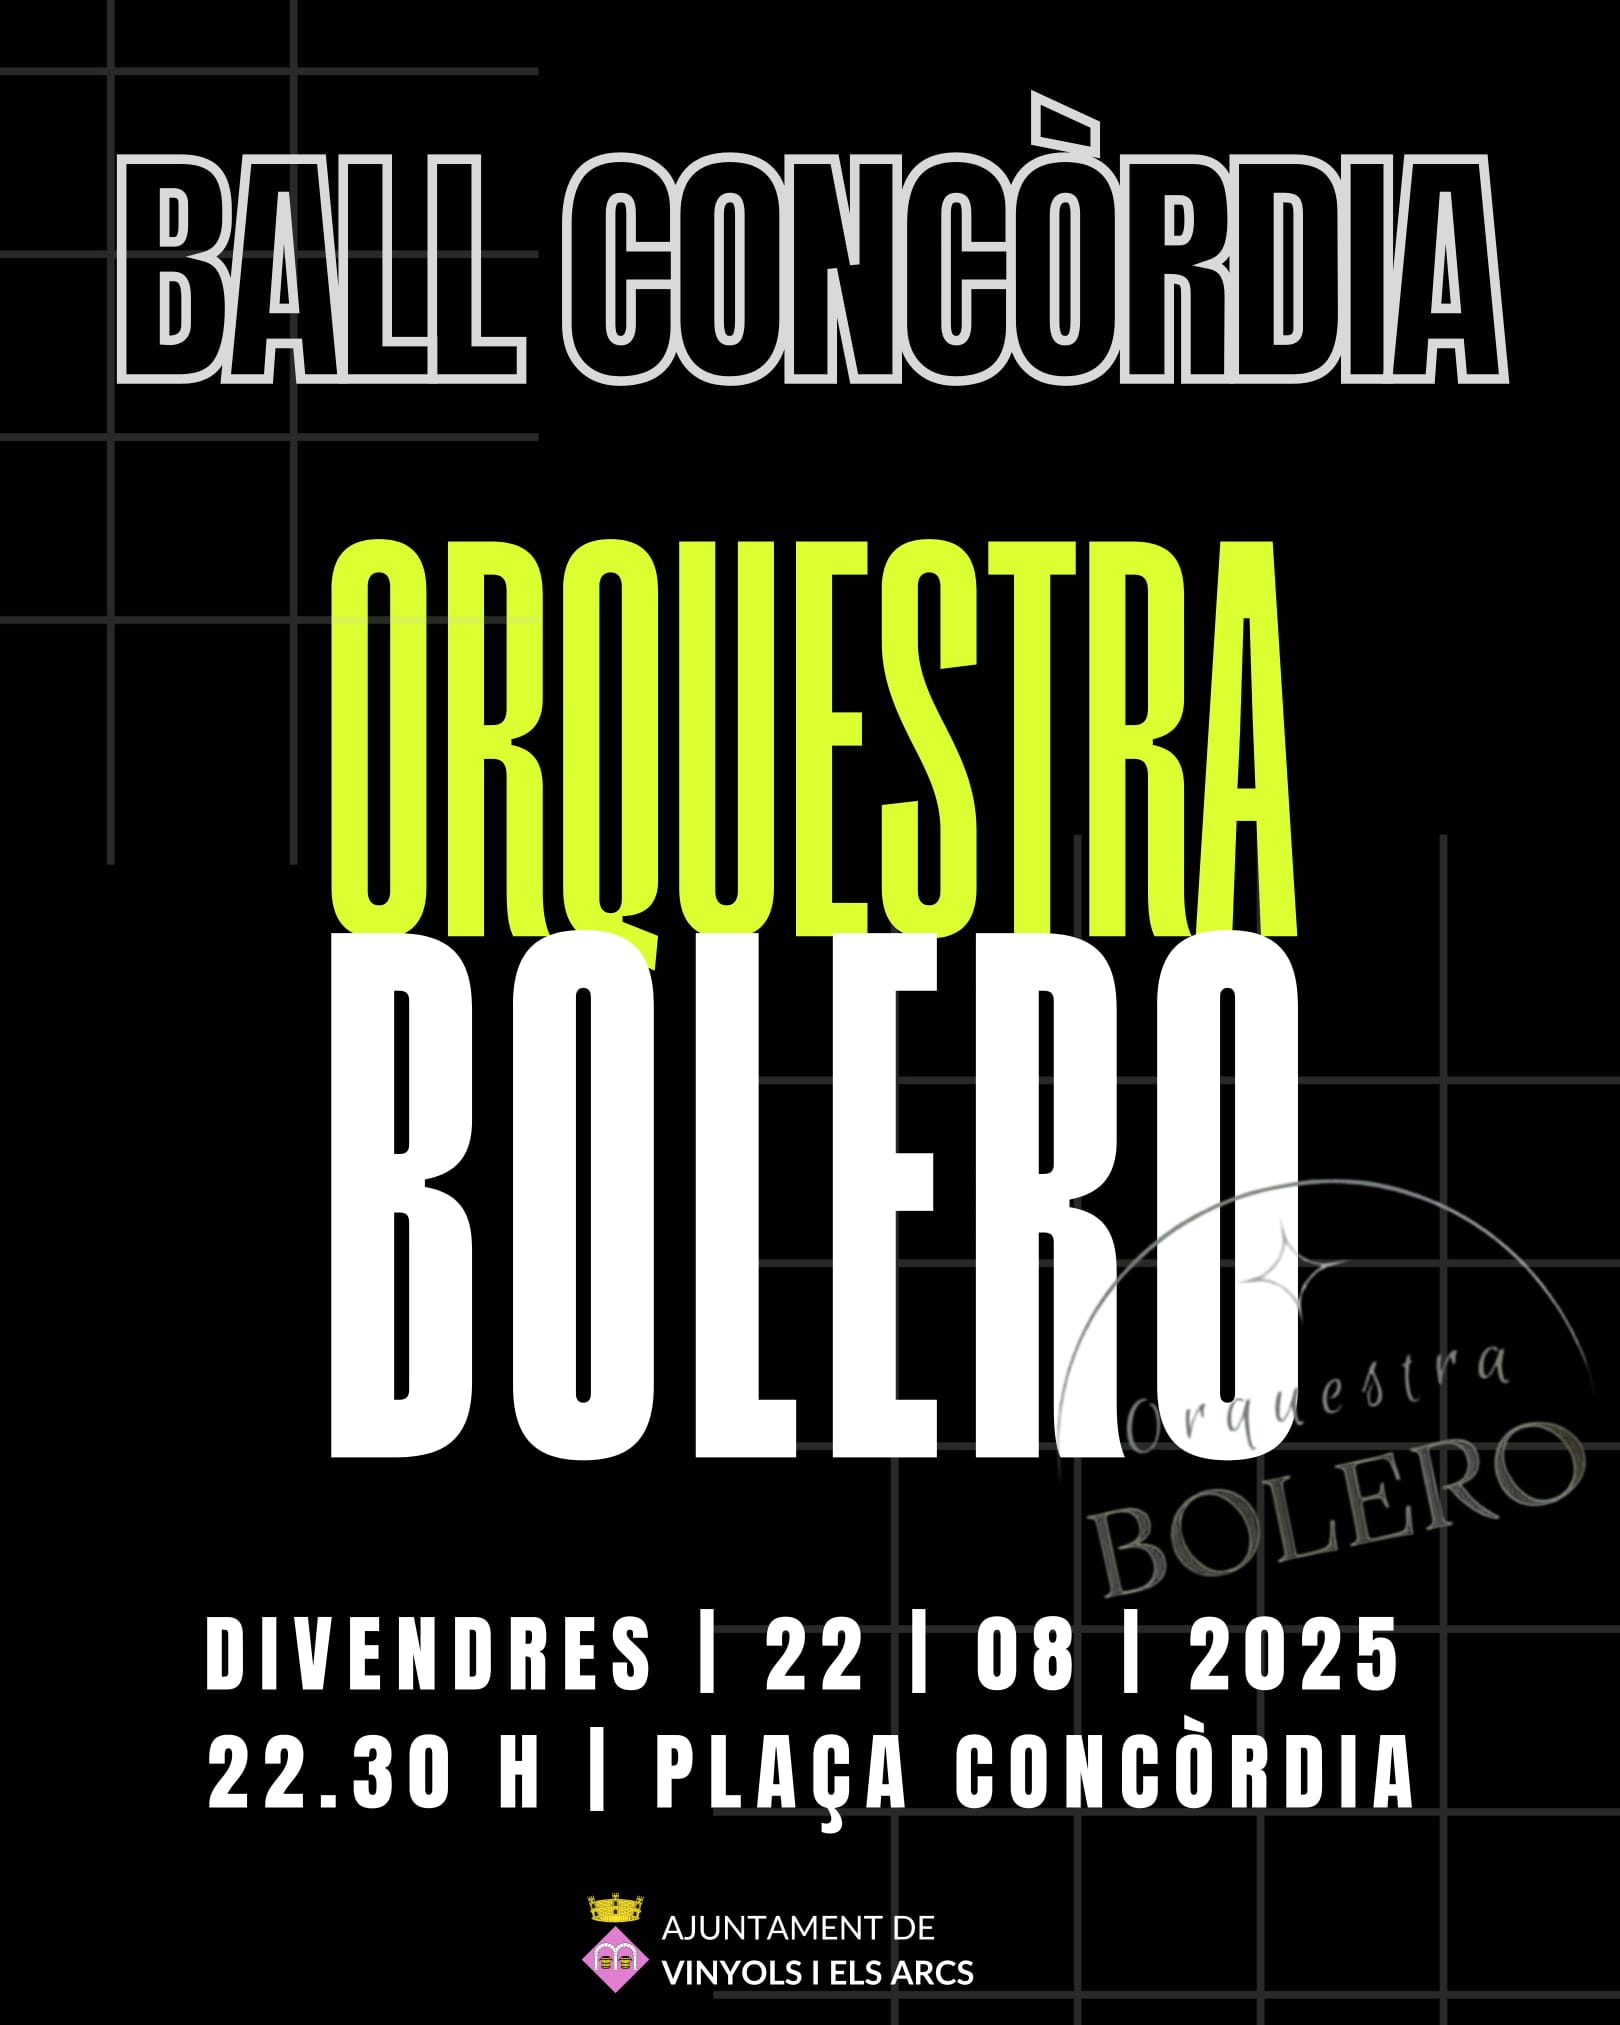 BALL CONCÒRDIA
ORQUESTRA
BOLERO
Orquestra
BOLERO
DIVENDRES | 22 | 08 | 2025
22.30 H | PLAÇA CONCÒRDIA
AJUNTAMENT DE
VINYOLS I ELS ARCS